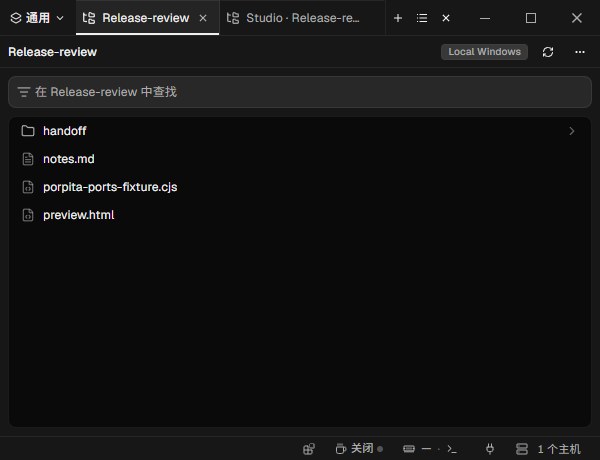 通用 Release-review Studio · Release-re...
Release-review Local Windows
在 Release-review 中查找
handoff
notes.md
porpita-ports-fixture.cjs
preview.html
关闭 1 个主机